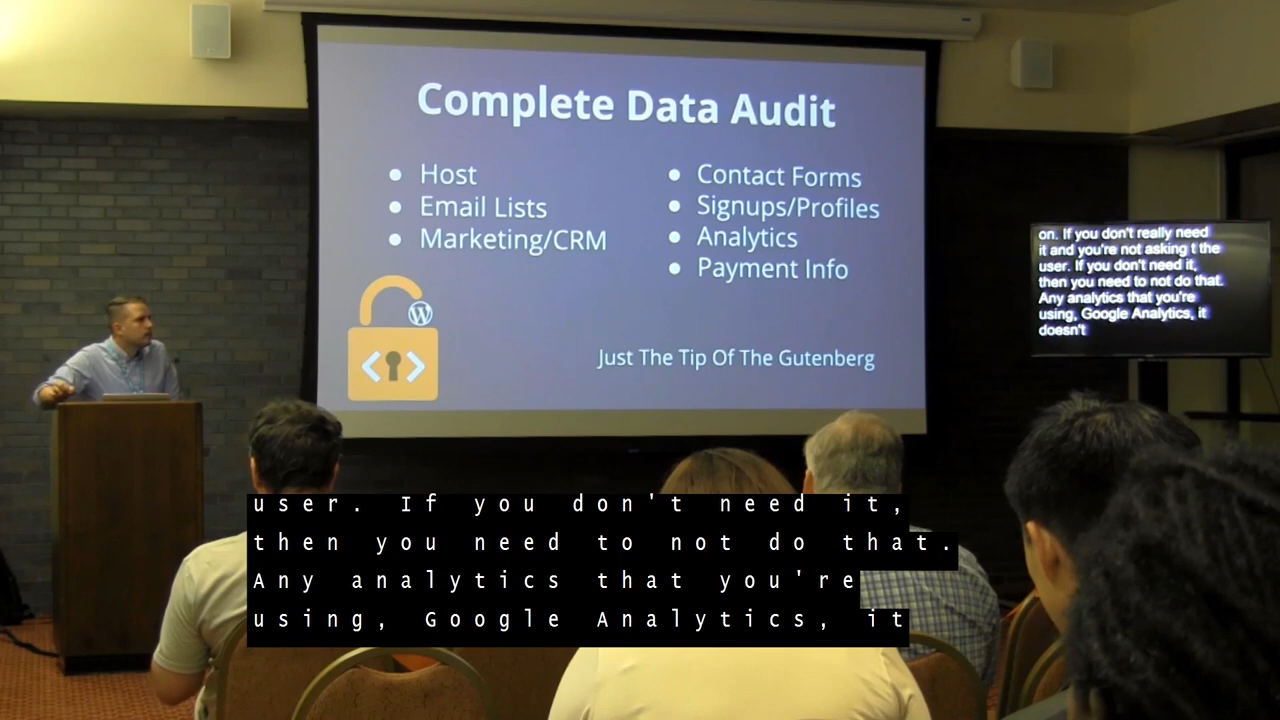 Complete Data Audit
● Host
● Email Lists
● Marketing/CRM
● Contact Forms
● Signups/Profiles
● Analytics
● Payment Info
W
Just The Tip Of The Gutenberg
on. If you don't really need
it and you're not asking t the
user. If you don't need it,
then you need to not do that.
Any analytics that you're
using, Google Analytics, it
doesn't
user. If you don't need it,
then you need to not do that.
Any analytics that you're
using, Google Analytics, it